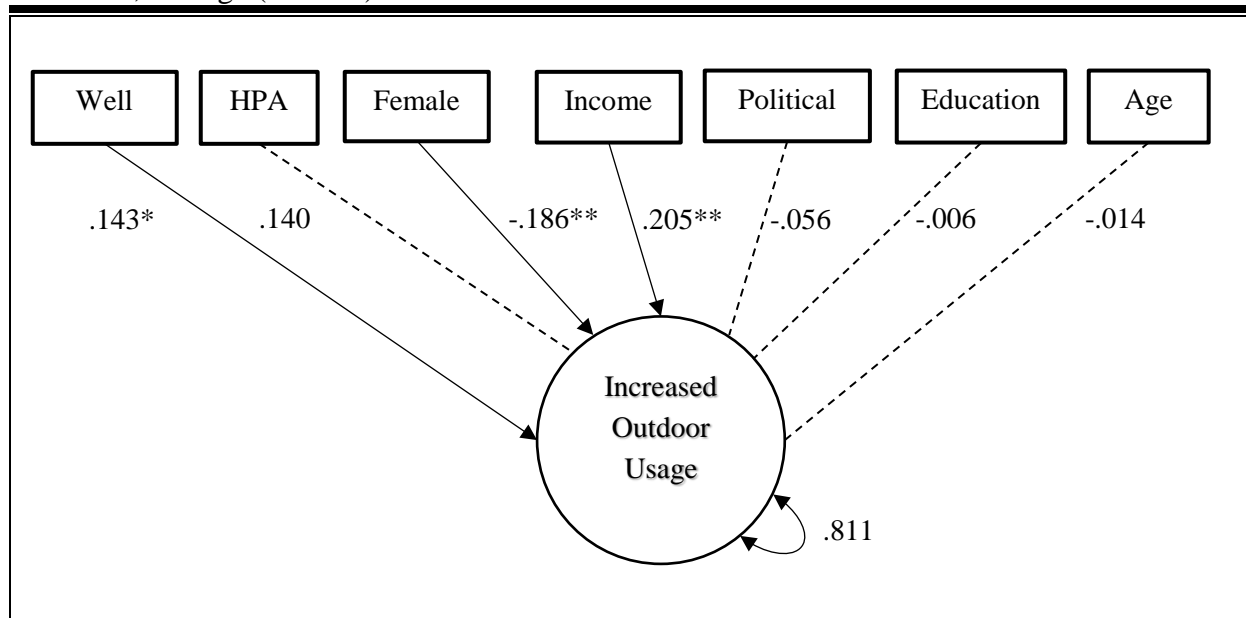 Well HPA Female Income Political Education Age
.143* .140 -.186** .205** -.056 -.006 -.014
Increased
Outdoor
Usage
.811